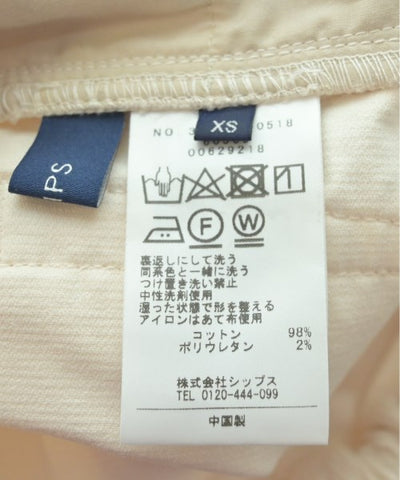 XS
IPS
NO
0518
00629218
F
W
裏返しにして洗う
同系色と一緒に洗う
つけ置き洗い禁止
中性洗剤使用
湿った状態で形を整える
アイロンはあて布使用
コットン 98%
ポリウレタン 2%
株式会社シップス
TEL 0120-444-099
中国製